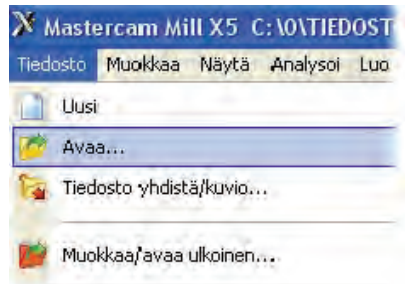 Mastercam Mill X5 C:\0\TIEDOST
Tiedosto Muokkaa Näytä Analysoi Luo
Uusi
Avaa...
Tiedosto yhdistä/kuvio...
Muokkaa/avaa ulkoinen...